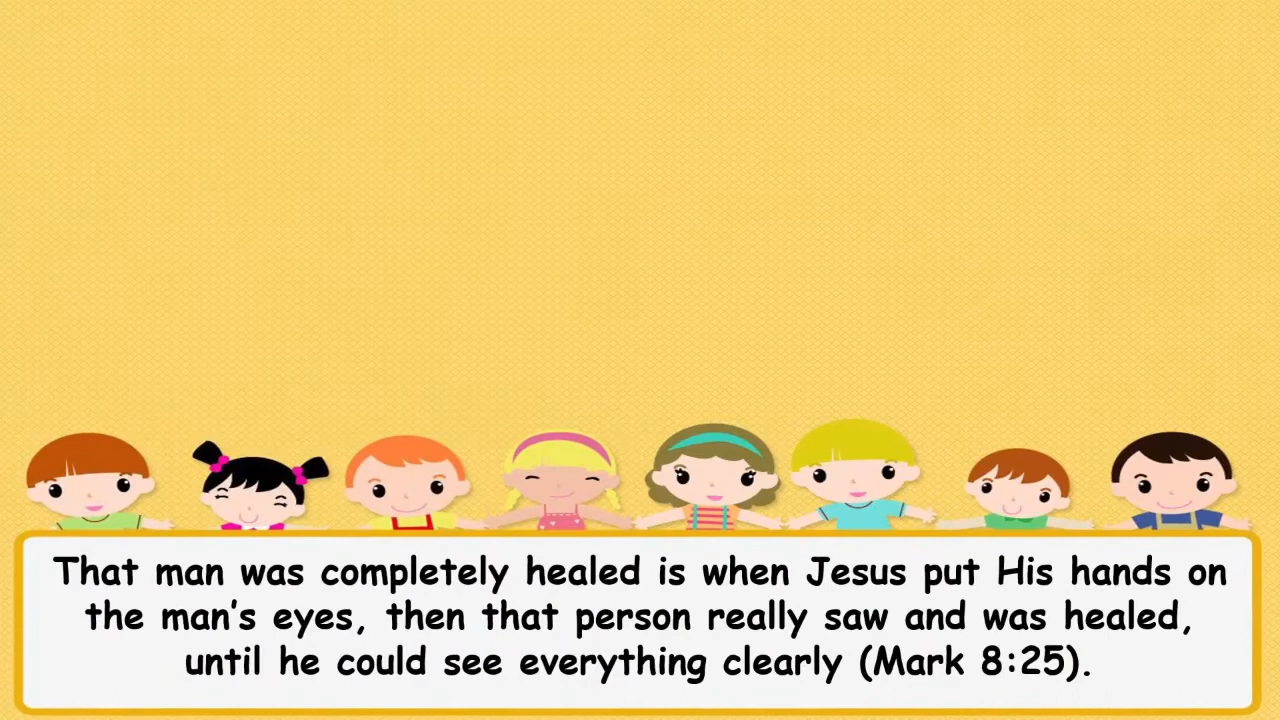 That man was completely healed is when Jesus put His hands on
the man's eyes, then that person really saw and was healed,
until he could see everything clearly (Mark 8:25).